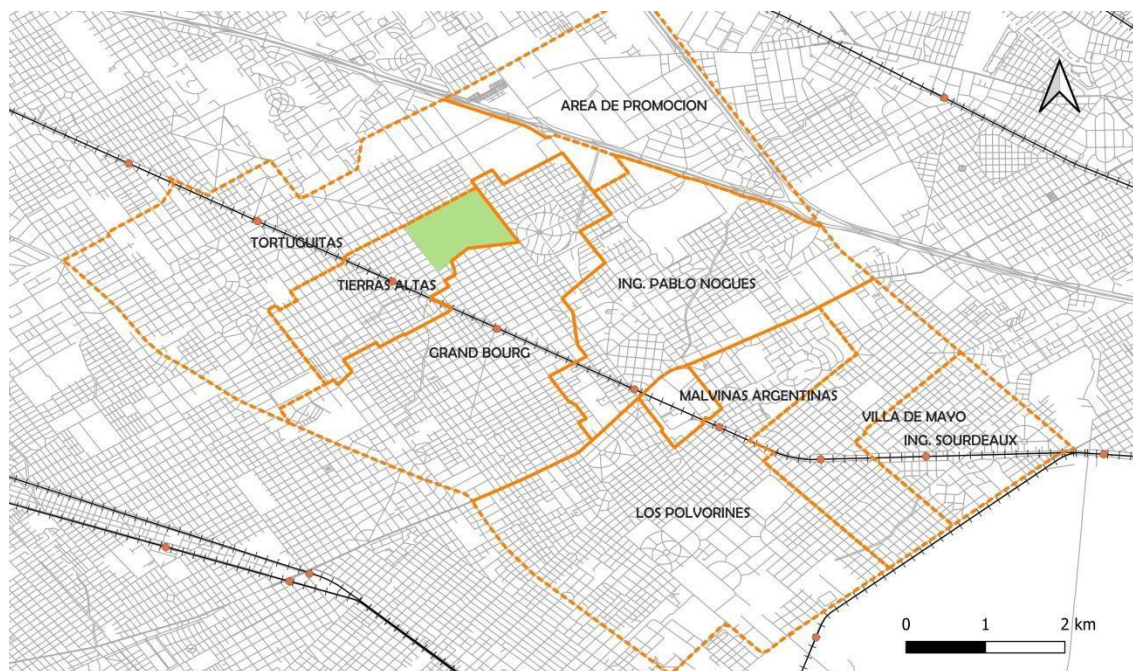 AREA DE PROMOCION
TORTUGUITAS
TIERRAS ALTAS
ING. PABLO NOGUES
GRAND BOURG
MALVINAS ARGENTINAS
VILLA DE MAYO
ING. SOURDEAUX
LOS POLVORINES
0 1 2 km